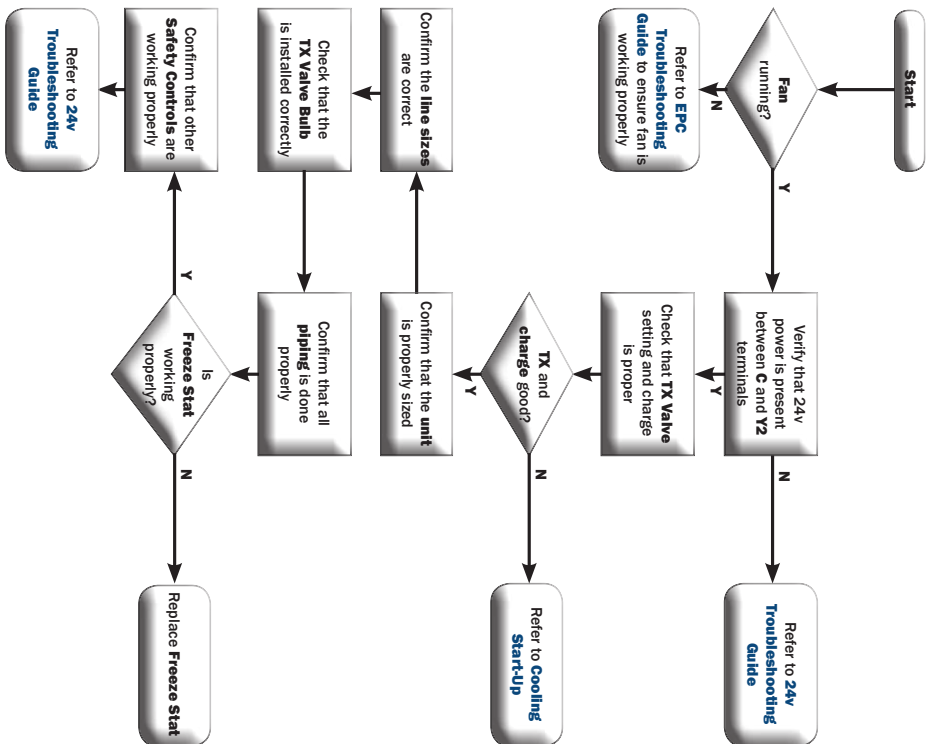 Start
Fan
running?
N
Y
Refer to EPC
Troubleshooting
Guide to ensure fan is
working properly
Verify that 24v
power is present
between C and Y2
terminals
N
Y
Refer to 24v
Troubleshooting
Guide
Check that TX Valve
setting and charge
is proper
TX and
charge good?
N
Y
Refer to Cooling
Start-Up
Confirm that the unit
is properly sized
Confirm the line sizes
are correct
Check that the
TX Valve Bulb
is installed correctly
Confirm that all
piping is done
properly
Is
Freeze Stat
working
properly?
N
Y
Replace Freeze Stat
Confirm that other
Safety Controls are
working properly
Refer to 24v
Troubleshooting
Guide